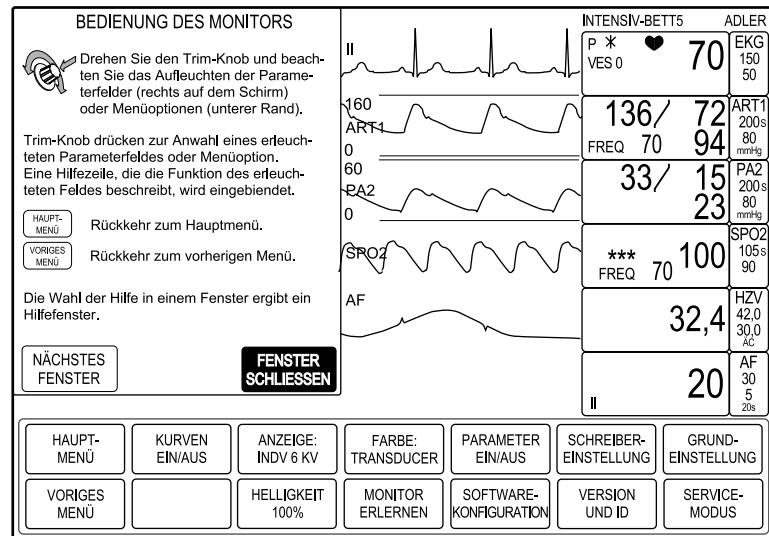 BEDIENUNG DES MONITORS
Drehen Sie den Trim-Knob und beach-
ten Sie das Aufleuchten der Parame-
terfelder (rechts auf dem Schirm)
oder Menüoptionen (unterer Rand).
Trim-Knob drücken zur Anwahl eines erleuch-
teten Parameterfeldes oder Menüoption.
Eine Hilfezeile, die die Funktion des erleuch-
teten Feldes beschreibt, wird eingebiendet.
HAUPT-
MENÜ
Rückkehr zum Hauptmenü.
VORIGES
MENÜ
Rückkehr zum vorherigen Menü.
Die Wahl der Hilfe in einem Fenster ergibt ein
Hilfefenster.
NÄCHSTES
FENSTER
FENSTER
SCHLIESSEN
II
160
ART1
0
60
PA2
0
SPO2
AF
INTENSIV-BETT5 ADLER
P
VES 0
70
EKG
150
50
136/ 72
FREQ 70 94
ART1
200s
80
mmHg
33/ 15
23
PA2
200s
80
mmHg
*** 100
FREQ 70
SPO2
105s
90
32,4
HZV
42,0
30,0
AC
II
20
AF
30
5
20s
HAUPT-
MENÜ
KURVEN
EIN/AUS
ANZEIGE:
INDV 6 KV
FARBE:
TRANSDUCER
PARAMETER
EIN/AUS
SCHREIBER-
EINSTELLUNG
GRUND-
EINSTELLUNG
VORIGES
MENÜ
HELLIGKEIT
100%
MONITOR
ERLERNEN
SOFTWARE-
KONFIGURATION
VERSION
UND ID
SERVICE-
MODUS